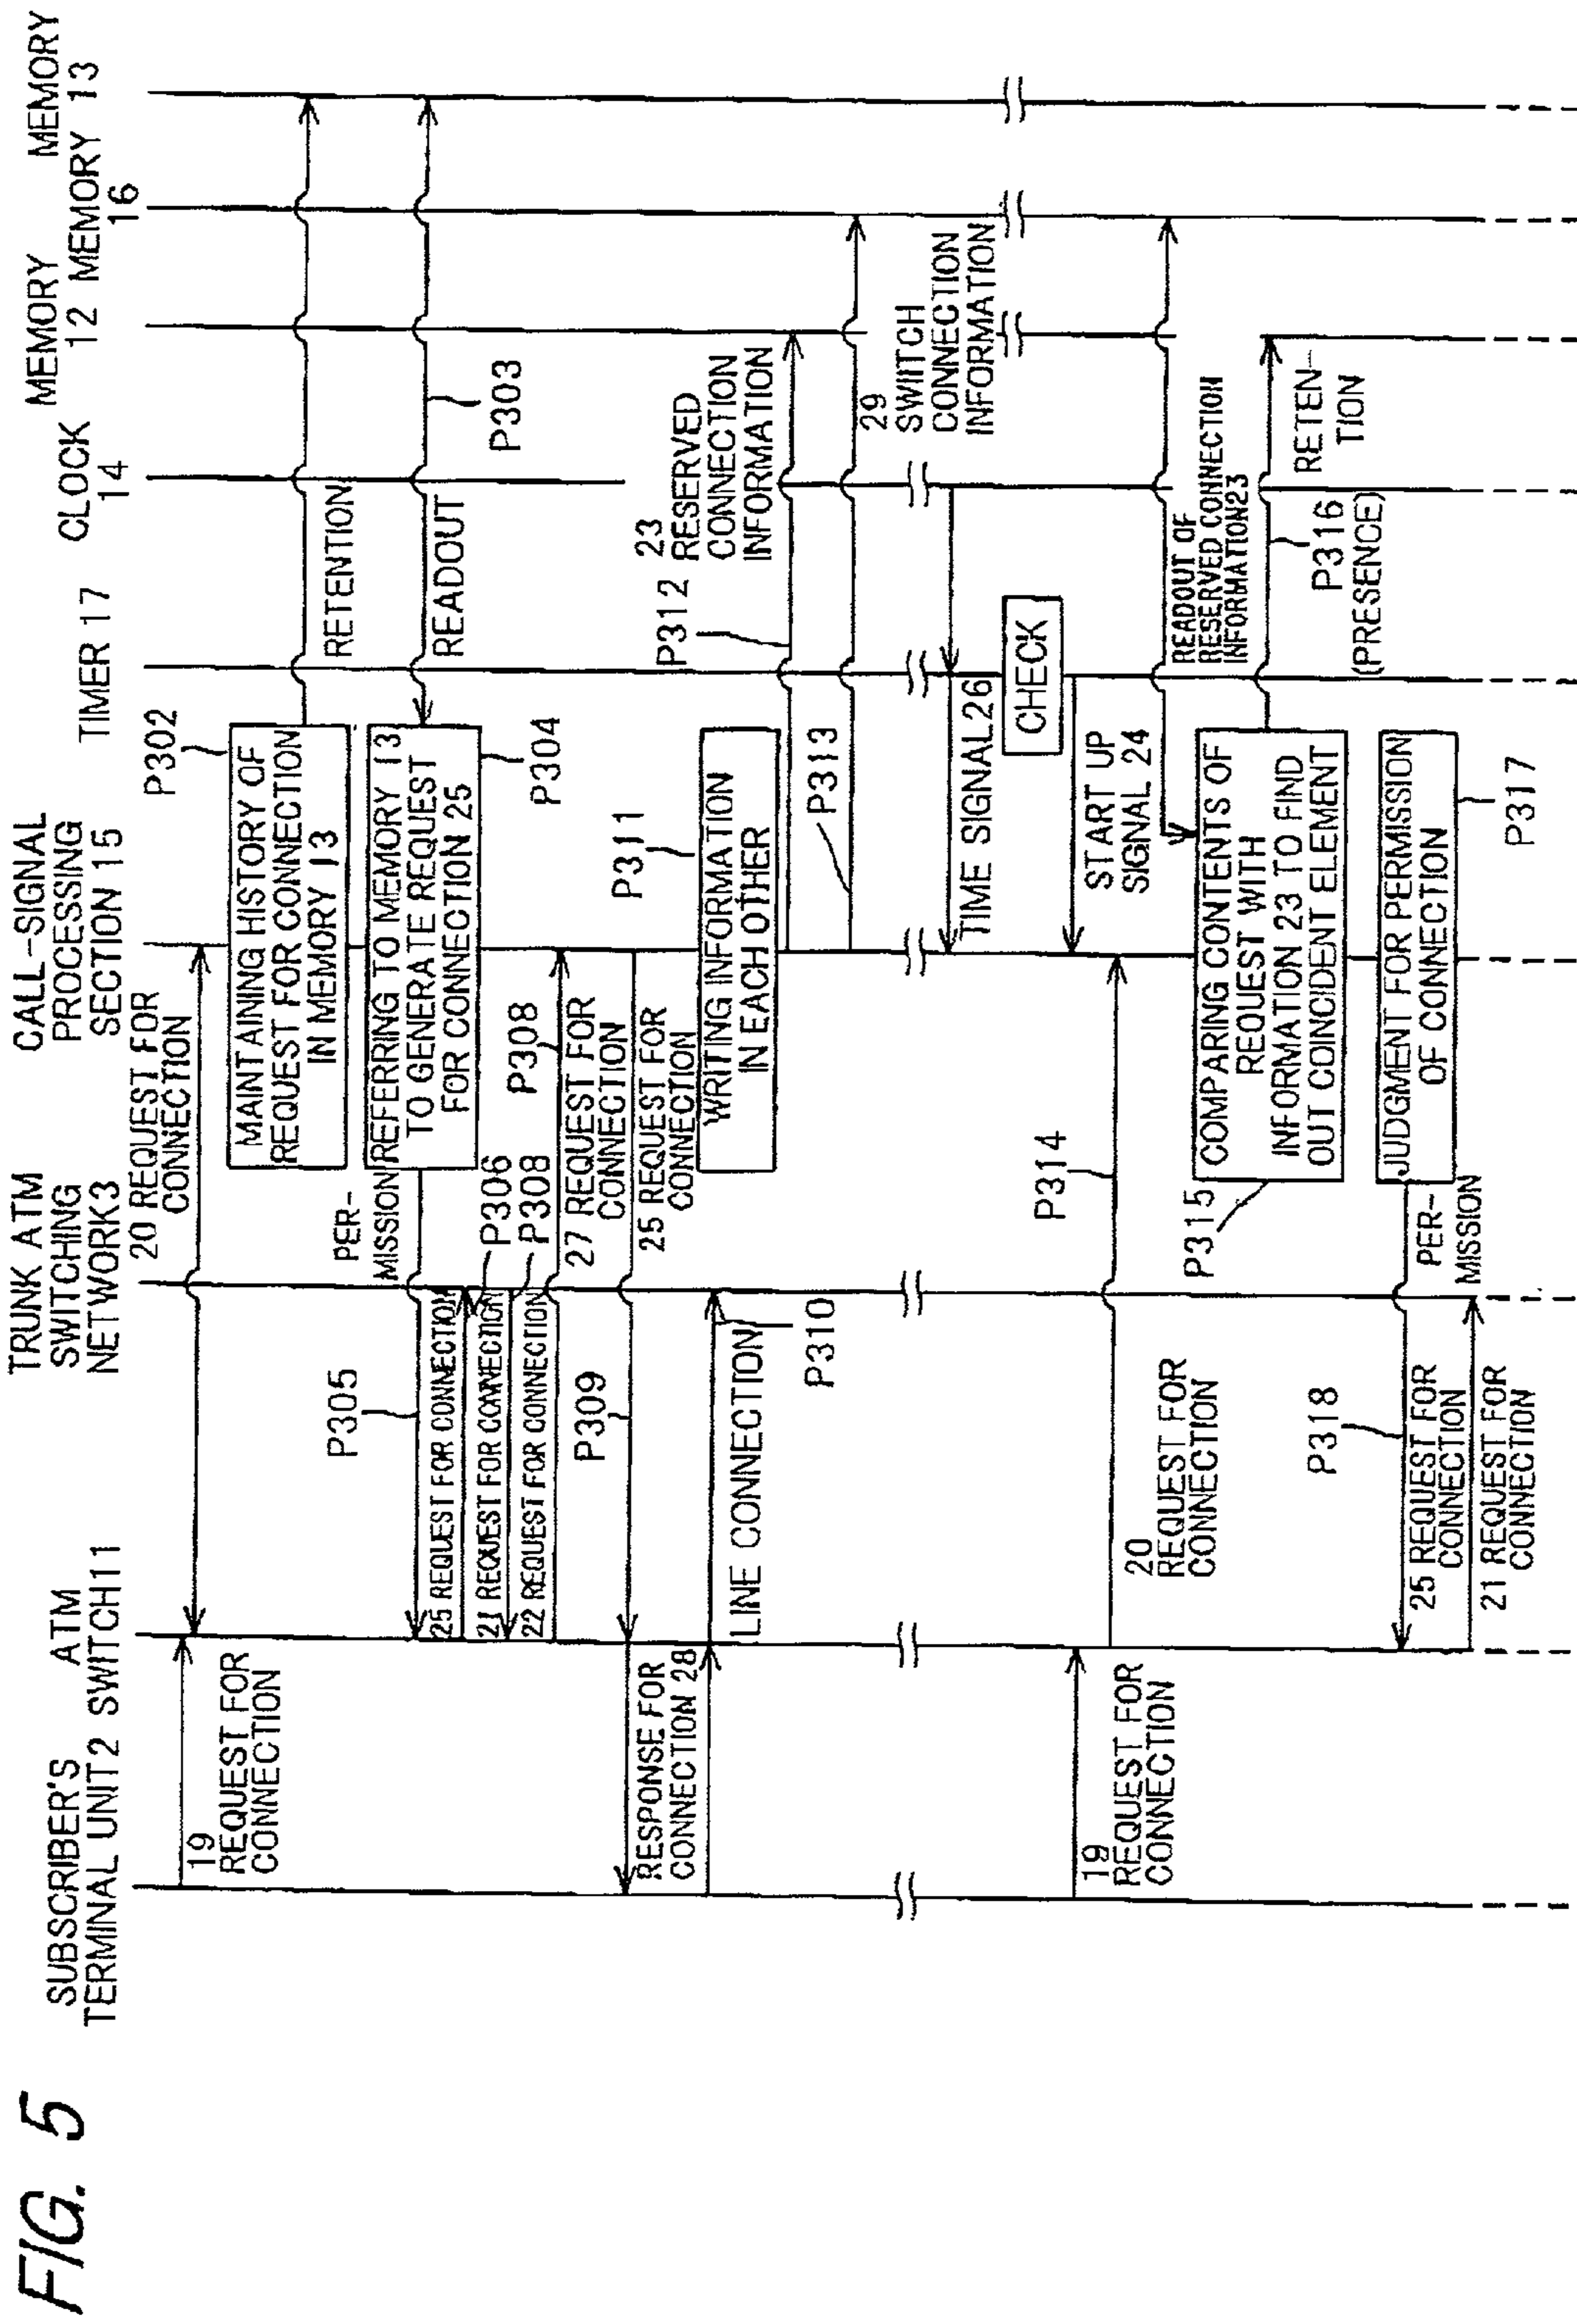 FIG. 5
SUBSCRIBER'S
TERMINAL UNIT2
ATM
SWITCH11
TRUNK ATM
SWITCHING
NETWORK3
CALL-SIGNAL
PROCESSING
SECTION 15
TIMER 17
CLOCK
14
MEMORY
12
MEMORY
16
MEMORY
13
19
REQUEST FOR
CONNECTION
20 REQUEST FOR
CONNECTION
P302
MAINTAINING HISTORY OF
REQUEST FOR CONNECTION
IN MEMORY 13
RETENTION
PER-
MISSION
REFERRING TO MEMORY 13
TO GENERATE REQUEST
FOR CONNECTION 25
P304
READOUT
P303
P305
25 REQUEST FOR CONNECTION
P306
21 REQUEST FOR CONNECTION
P308
22 REQUEST FOR CONNECTION
P308
27 REQUEST FOR
CONNECTION
P309
25 REQUEST FOR
CONNECTION
RESPONSE FOR
CONNECTION 28
LINE CONNECTION
P310
P311
WRITING INFORMATION
IN EACH OTHER
P312
23
RESERVED
CONNECTION
INFORMATION
P313
29
SWIITCH
CONNECTION
INFORMATION
TIME SIGNAL26
CHECK
START UP
SIGNAL 24
19
REQUEST FOR
CONNECTION
P314
20
REQUEST FOR
CONNECTION
READOUT OF
RESERVED CONNECTION
INFORMATION23
P315
COMPARING CONTENTS OF
REQUEST WITH
INFORMATION 23 TO FIND
OUT COINCIDENT ELEMENT
P316
(PRESENCE)
RETEN-
TION
JUDGMENT FOR PERMISSION
OF CONNECTION
P317
PER-
MISSION
P318
25 REQUEST FOR
CONNECTION
21 REQUEST FOR
CONNECTION